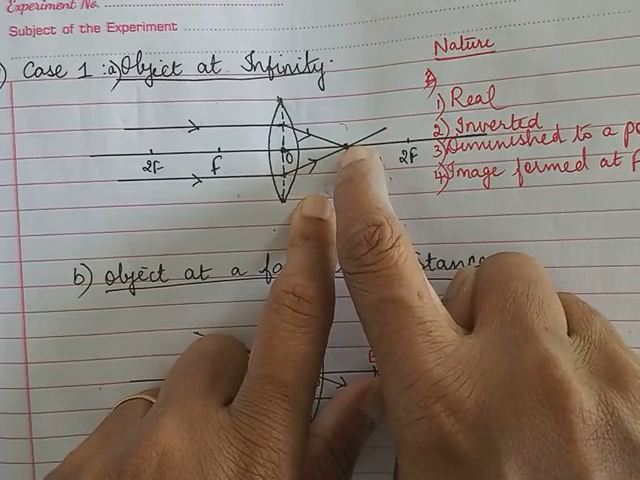 Experiment No.
Subject of the Experiment
Case 1 : a) Object at Infinity.
Nature
1) Real
2) Inverted
3) Diminished to a
4) Image formed at F
2F F O 2F
b) Object at a